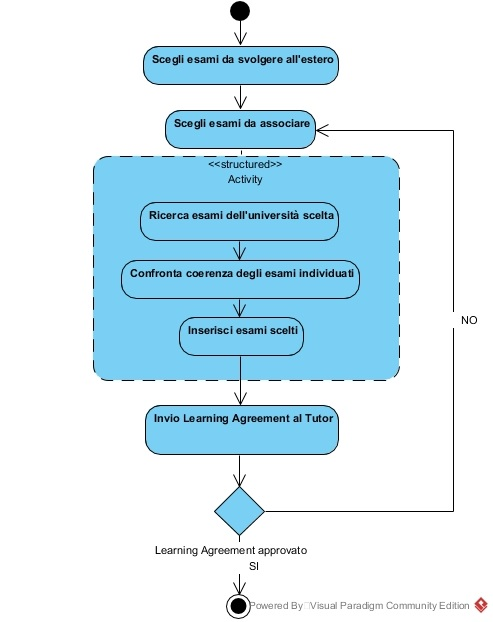 Scegli esami da svolgere all'estero
Scegli esami da associare
<<structured>>
Activity
Ricerca esami dell'università scelta
Confronta coerenza degli esami individuati
Inserisci esami scelti
NO
Invio Learning Agreement al Tutor
Learning Agreement approvato
SI
Powered By Visual Paradigm Community Edition